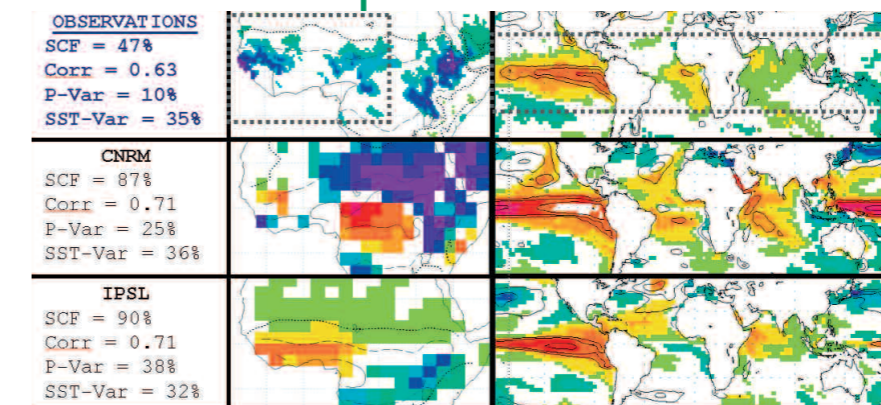 OBSERVATIONS
SCF = 47%
Corr = 0.63
P-Var = 10%
SST-Var = 35%
CNRM
SCF = 87%
Corr = 0.71
P-Var = 25%
SST-Var = 36%
IPSL
SCF = 90%
Corr = 0.71
P-Var = 38%
SST-Var = 32%